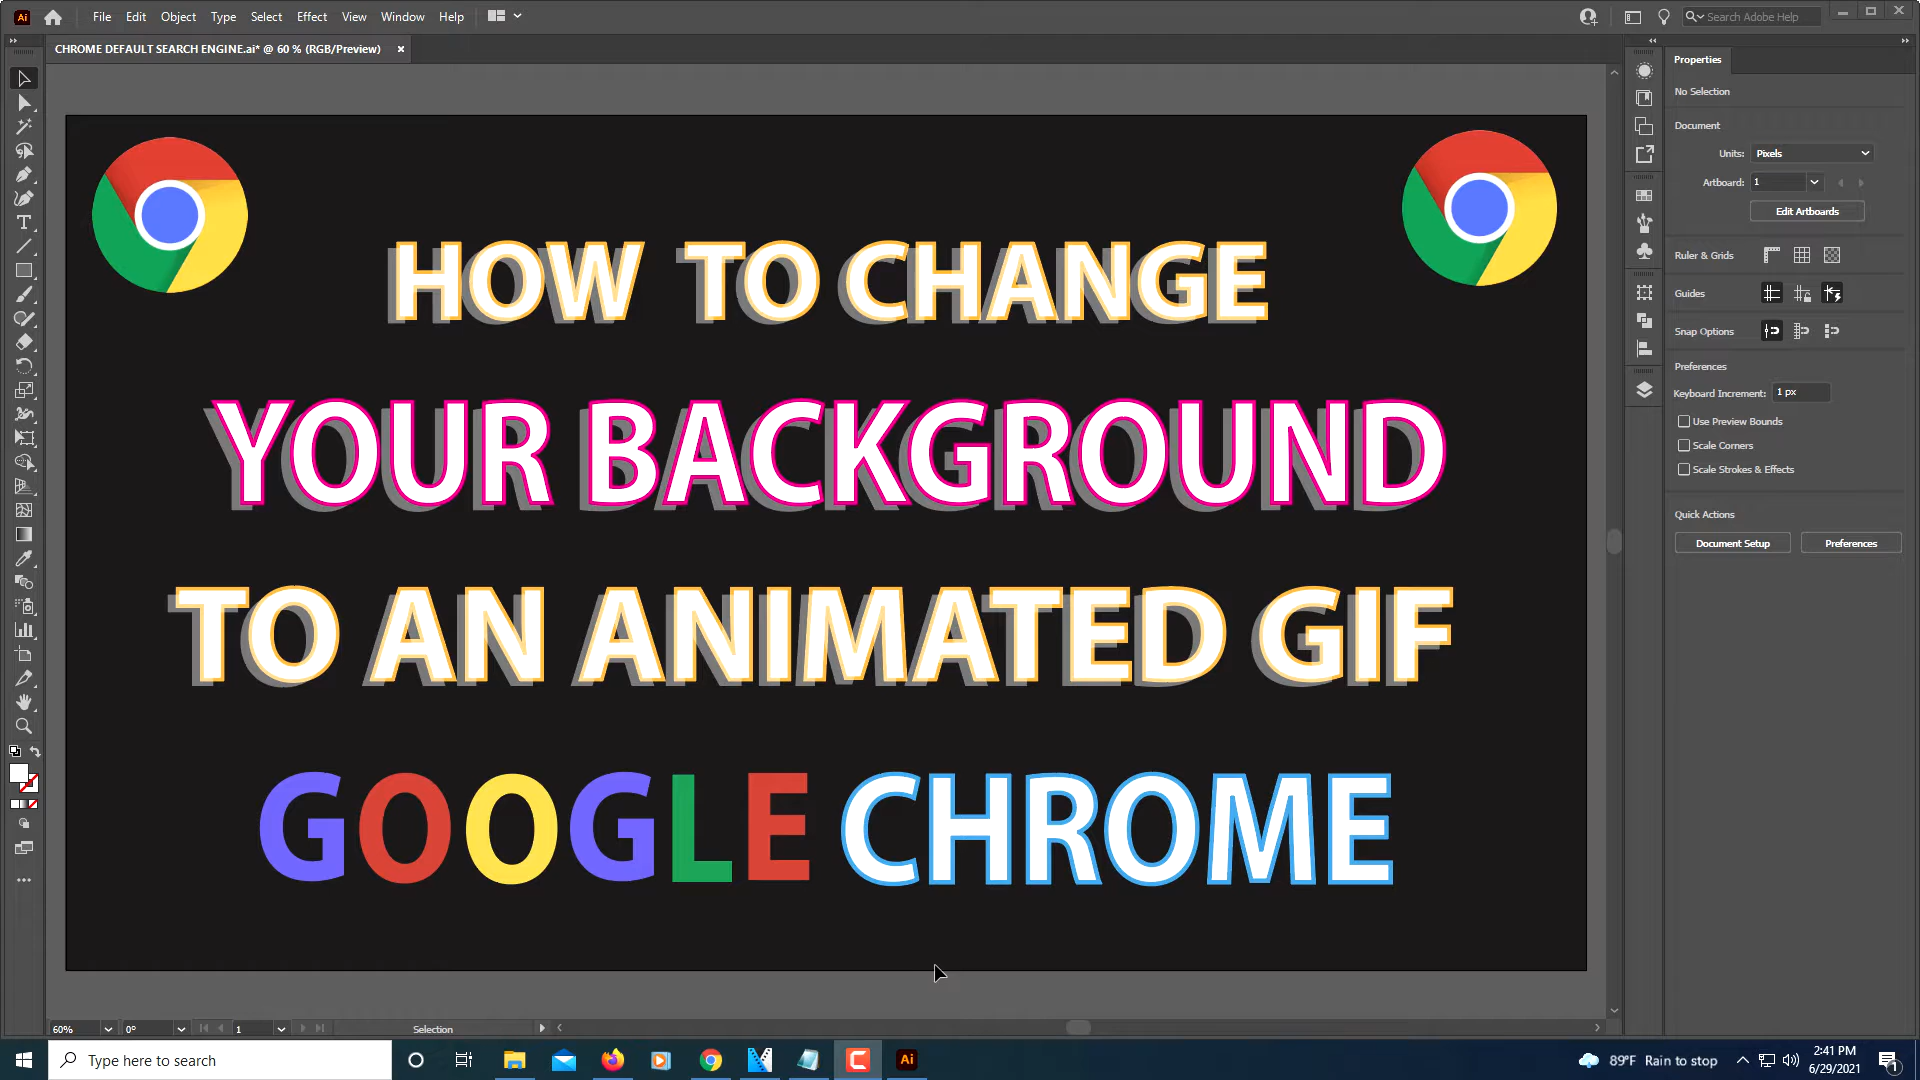 Ai File Edit Object Type Select Effect View Window Help Search Adobe Help
CHROME DEFAULT SEARCH ENGINE.ai* @ 60 % (RGB/Preview) ×
HOW TO CHANGE
YOUR BACKGROUND
TO AN ANIMATED GIF
GOOGLE CHROME
Properties
No Selection
Document
Units: Pixels
Artboard: 1
Edit Artboards
Ruler & Grids
Guides
Snap Options
Preferences
Keyboard Increment: 1 px
Use Preview Bounds
Scale Corners
Scale Strokes & Effects
Quick Actions
Document Setup Preferences
60% 0° 1 Selection
Type here to search
Ai
89°F Rain to stop
2:41 PM
6/29/2021
1